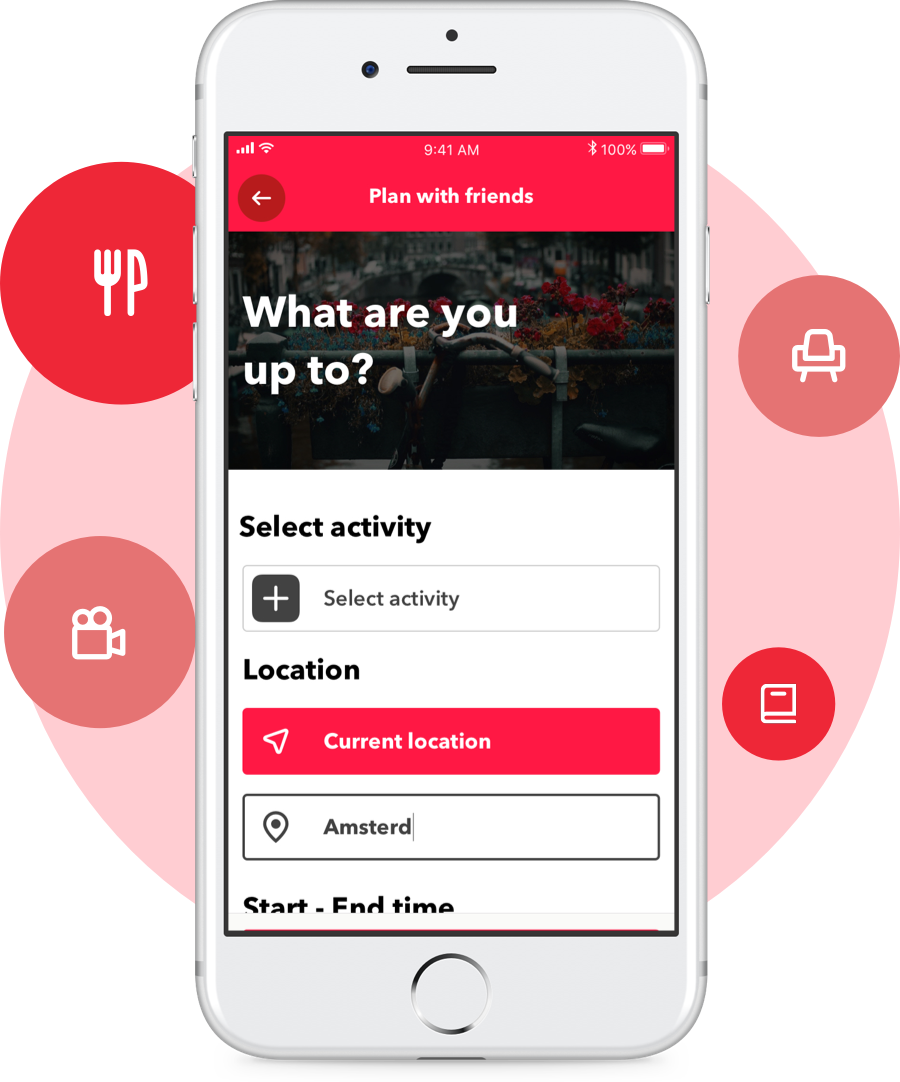 9:41 AM
100%
Plan with friends
What are you
up to?
Select activity
Select activity
Location
Current location
Amsterd
Start - End time